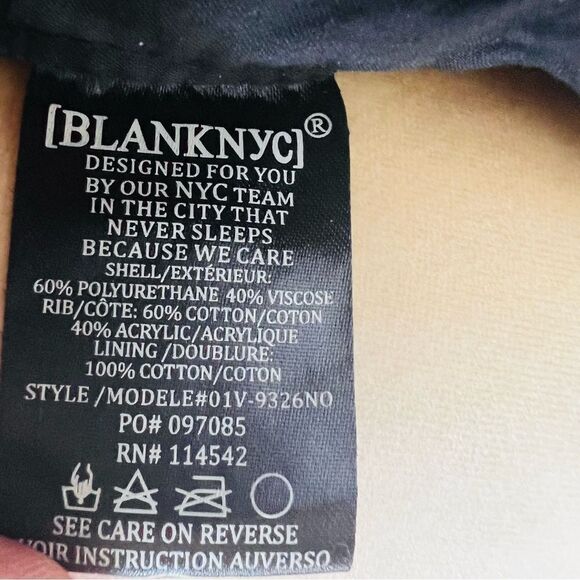 [BLANKNYC]®
DESIGNED FOR YOU
BY OUR NYC TEAM
IN THE CITY THAT
NEVER SLEEPS
BECAUSE WE CARE
SHELL/EXTÉRIEUR:
60% POLYURETHANE 40% VISCOSE
RIB/CÔTE: 60% COTTON/COTON
40% ACRYLIC/ACRYLIQUE
LINING /DOUBLURE:
100% COTTON/COTON
STYLE /MODELE#01V-9326NO
PO# 097085
RN# 114542
SEE CARE ON REVERSE
VOIR INSTRUCTION AUVERSO